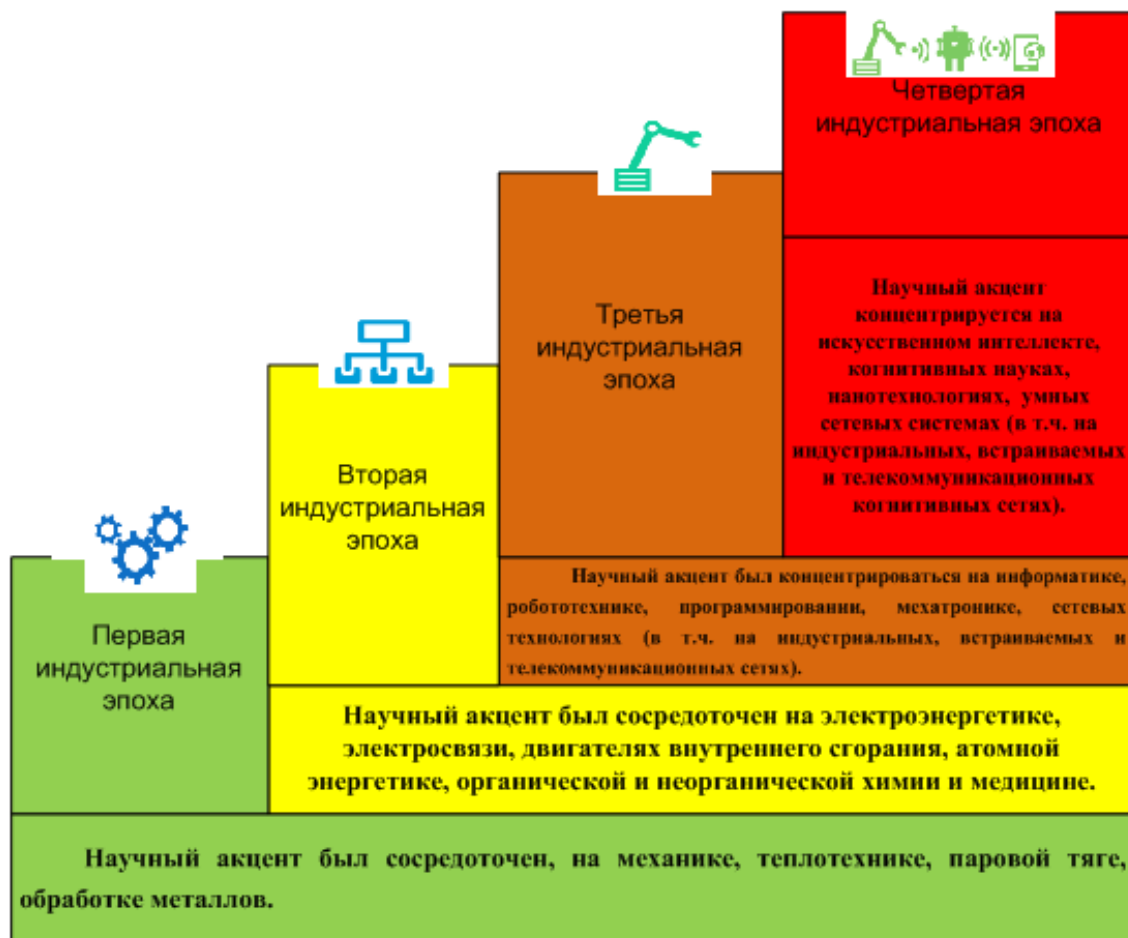 Четвертая
индустриальная эпоха
Научный акцент
концентрируется на
искусственном интеллекте,
когнитивных науках,
нанотехнологиях, умных
сетевых системах (в т.ч. на
индустриальных, встраиваемых
и телекоммуникационных
когнитивных сетях).
Третья
индустриальная
эпоха
Научный акцент был концентрироваться на информатике,
робототехнике, программировании, мехатронике, сетевых
технологиях (в т.ч. на индустриальных, встраиваемых и
телекоммуникационных сетях).
Вторая
индустриальная
эпоха
Научный акцент был сосредоточен на электроэнергетике,
электросвязи, двигателях внутреннего сгорания, атомной
энергетике, органической и неорганической химии и медицине.
Первая
индустриальная
эпоха
Научный акцент был сосредоточен, на механике, теплотехнике, паровой тяге,
обработке металлов.